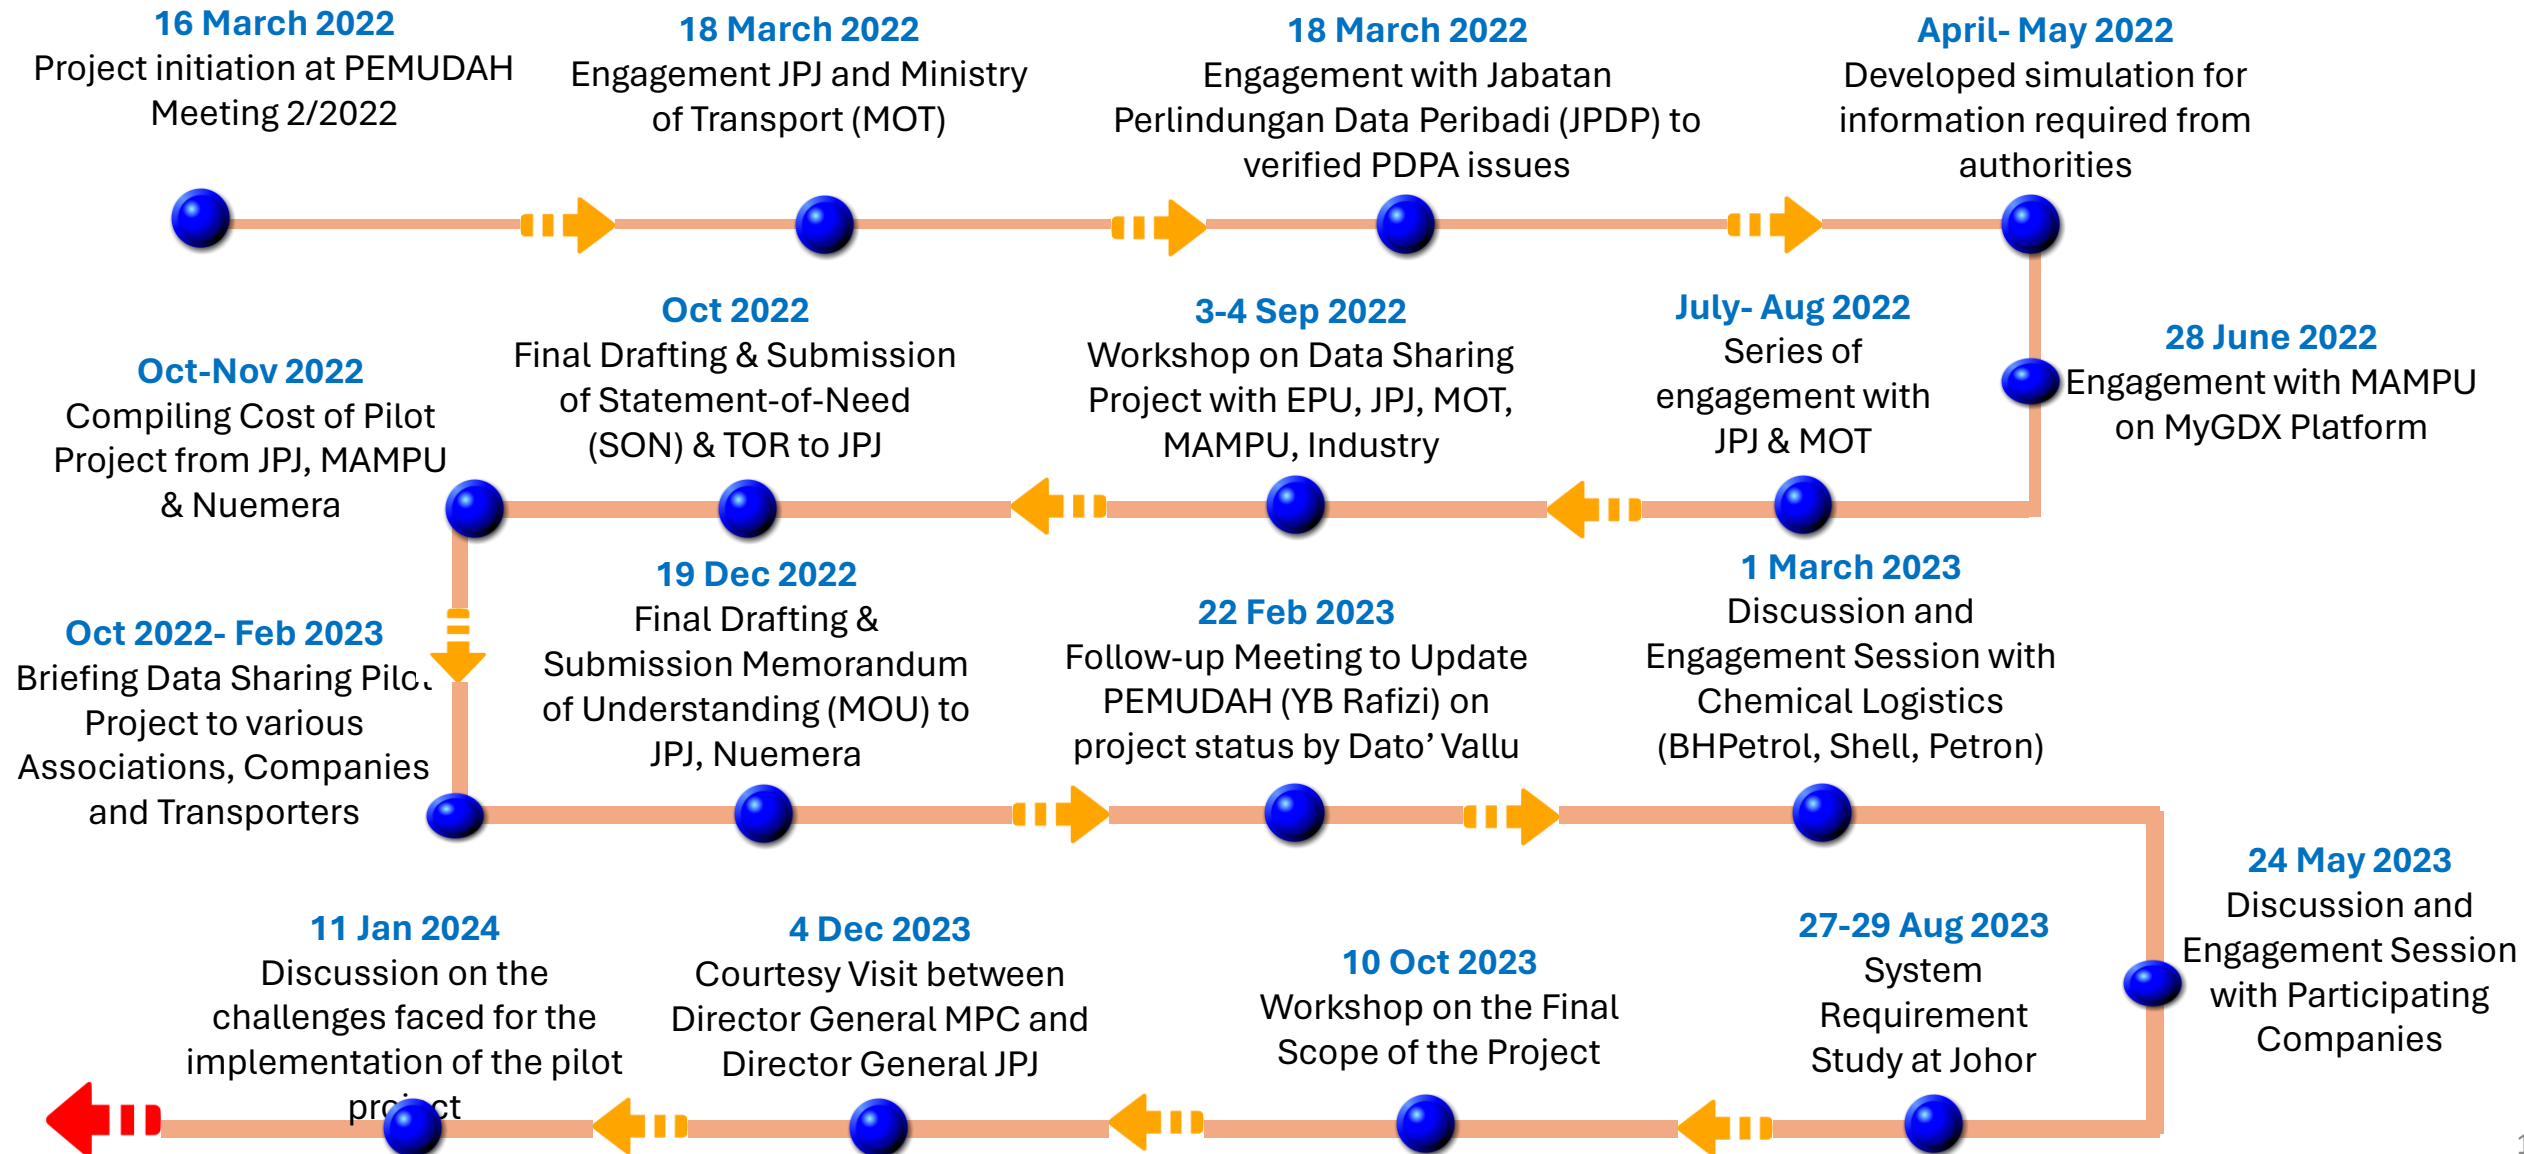 16 March 2022
Project initiation at PEMUDAH
Meeting 2/2022
18 March 2022
Engagement JPJ and Ministry
of Transport (MOT)
18 March 2022
Engagement with Jabatan
Perlindungan Data Peribadi (JPDP) to
verified PDPA issues
April- May 2022
Developed simulation for
information required from
authorities
28 June 2022
Engagement with MAMPU
on MyGDX Platform
July- Aug 2022
Series of
engagement with
JPJ & MOT
3-4 Sep 2022
Workshop on Data Sharing
Project with EPU, JPJ, MOT,
MAMPU, Industry
Oct 2022
Final Drafting & Submission
of Statement-of-Need
(SON) & TOR to JPJ
Oct-Nov 2022
Compiling Cost of Pilot
Project from JPJ, MAMPU
& Nuemera
Oct 2022- Feb 2023
Briefing Data Sharing Pilot
Project to various
Associations, Companies
and Transporters
19 Dec 2022
Final Drafting &
Submission Memorandum
of Understanding (MOU) to
JPJ, Nuemera
22 Feb 2023
Follow-up Meeting to Update
PEMUDAH (YB Rafizi) on
project status by Dato’ Vallu
1 March 2023
Discussion and
Engagement Session with
Chemical Logistics
(BHPetrol, Shell, Petron)
24 May 2023
Discussion and
Engagement Session
with Participating
Companies
27-29 Aug 2023
System
Requirement
Study at Johor
10 Oct 2023
Workshop on the Final
Scope of the Project
4 Dec 2023
Courtesy Visit between
Director General MPC and
Director General JPJ
11 Jan 2024
Discussion on the
challenges faced for the
implementation of the pilot
project